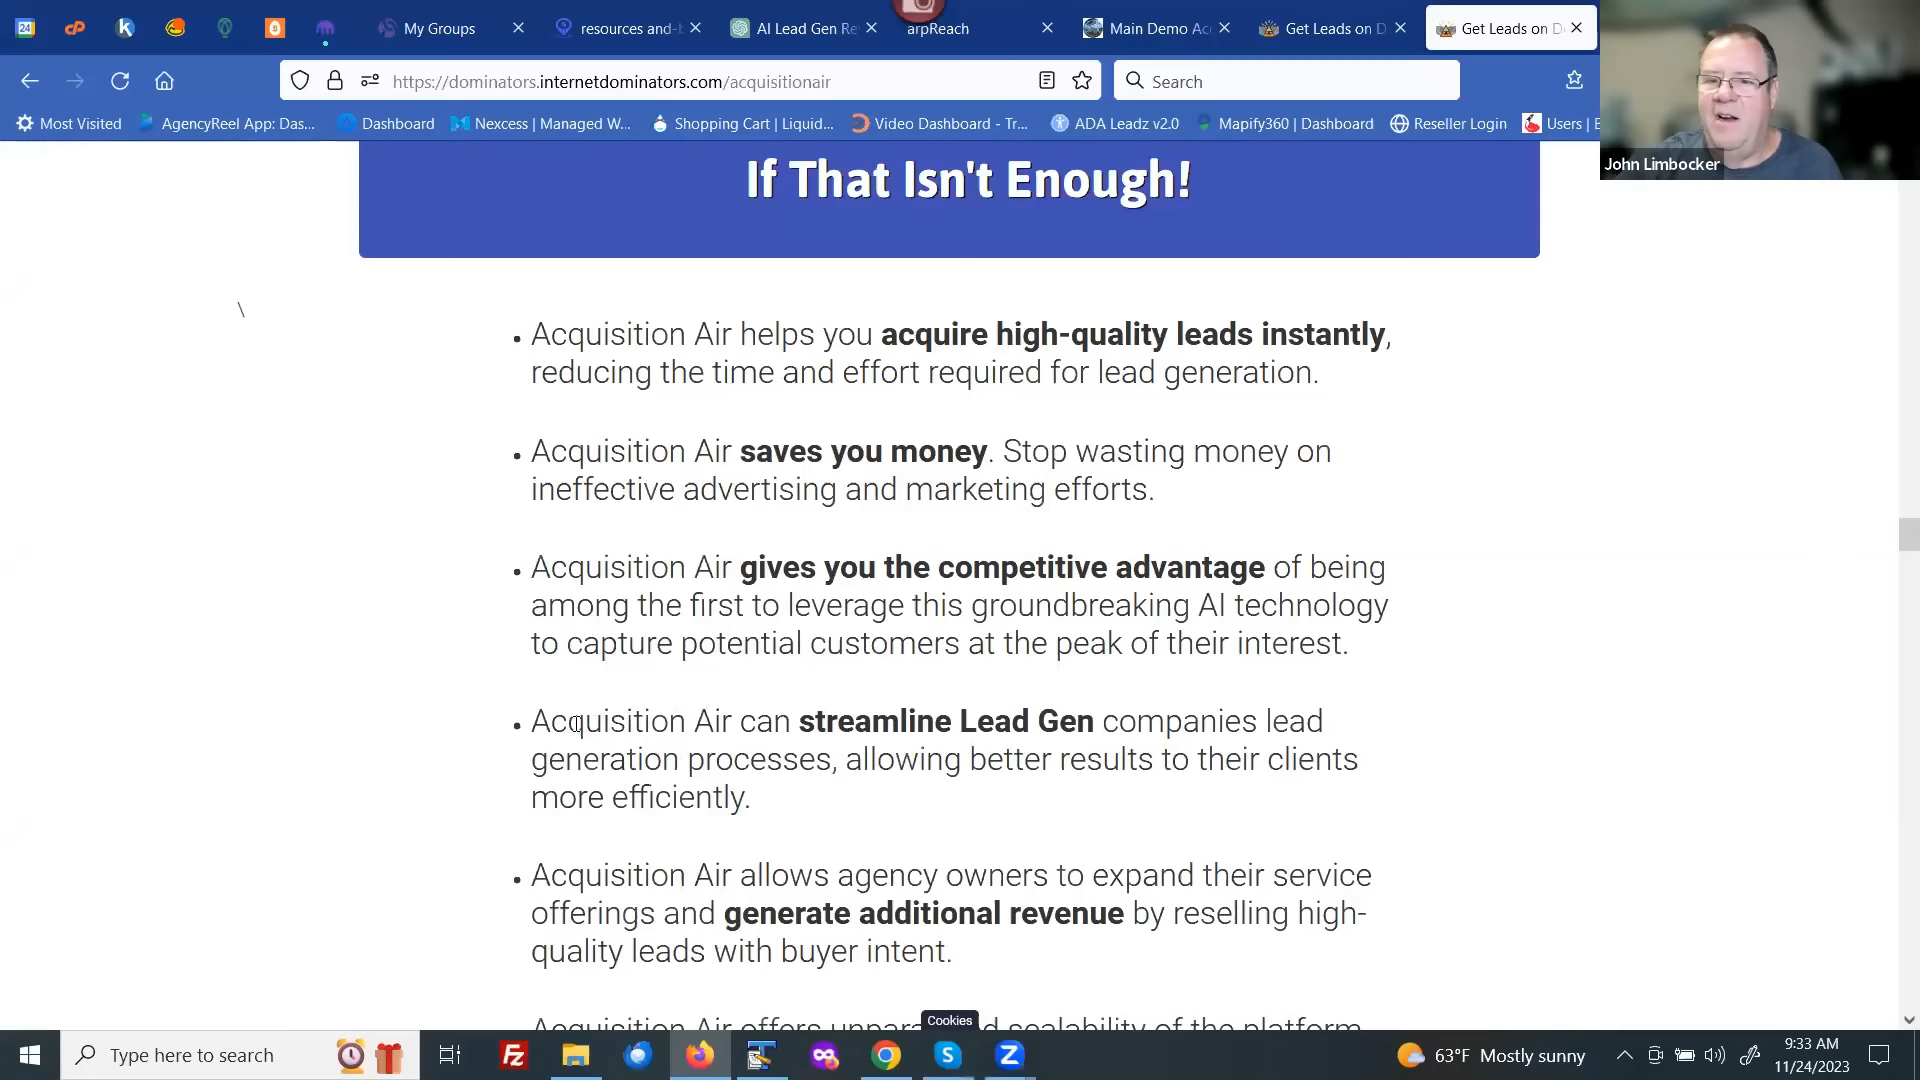 24
My Groups
resources and-b
AI Lead Gen Re
arpReach
Main Demo Ac
Get Leads on D
Get Leads on D
https://dominators.internetdominators.com/acquisitionair
Search
Most Visited
AgencyReel App: Das...
Dashboard
Nexcess | Managed W...
Shopping Cart | Liquid...
Video Dashboard - Tr...
ADA Leadz v2.0
Mapify360 | Dashboard
Reseller Login
Users | E
John Limbocker
If That Isn't Enough!
\
• Acquisition Air helps you acquire high-quality leads instantly,
reducing the time and effort required for lead generation.
• Acquisition Air saves you money. Stop wasting money on
ineffective advertising and marketing efforts.
• Acquisition Air gives you the competitive advantage of being
among the first to leverage this groundbreaking AI technology
to capture potential customers at the peak of their interest.
• Acquisition Air can streamline Lead Gen companies lead
generation processes, allowing better results to their clients
more efficiently.
• Acquisition Air allows agency owners to expand their service
offerings and generate additional revenue by reselling high-
quality leads with buyer intent.
Acquisition Air offers scalability of the platform
Cookies
Type here to search
63°F Mostly sunny
9:33 AM
11/24/2023